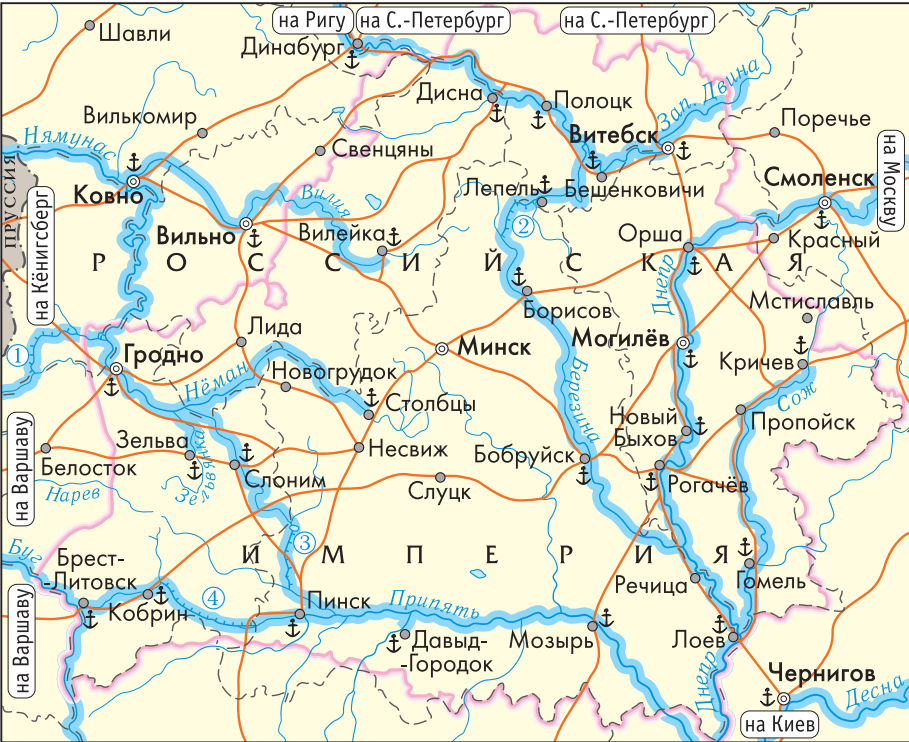 на Ригу
на С.-Петербург
на С.-Петербург
Шавли
Динабург
Дисна
Полоцк
Зап. Двина
Вилькомир
Витебск
Поречье
Нямунас
Свенцяны
ПРУССИЯ
на Москву
Ковно
Вилия
Лепель
Бешенковичи
Смоленск
на Кёнигсберг
Вильно
Вилейка
2
Орша
Красный
РОССИЙСКАЯ
Днепр
Борисов
Мстиславль
Лида
Минск
Могилёв
1
Гродно
Кричев
Нёман
Новогрудок
Столбцы
Березина
Сож
Новый
Быхов
Пропойск
на Варшаву
Зельва
Зельвянка
Белосток
Несвиж
Бобруйск
Слоним
Слуцк
Рогачёв
Нарев
Буг
3
ИМПЕРИЯ
Брест-
-Литовск
Речица
Гомель
Кобрин
4
Пинск
Припять
на Варшаву
Давыд-
-Городок
Мозырь
Лоев
Днепр
Чернигов
Десна
на Киев